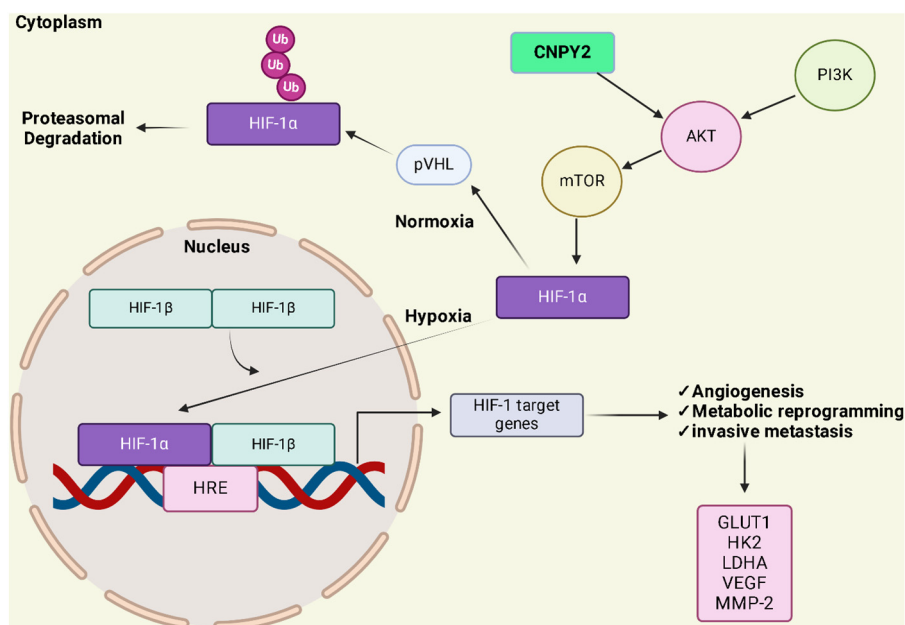 Cytoplasm
Ub
Ub
Ub
HIF-1α
Proteasomal
Degradation
CNPY2
PI3K
AKT
mTOR
pVHL
Normoxia
HIF-1α
Hypoxia
Nucleus
HIF-1β
HIF-1β
HIF-1α
HIF-1β
HRE
HIF-1 target
genes
✓Angiogenesis
✓Metabolic reprogramming
✓invasive metastasis
GLUT1
HK2
LDHA
VEGF
MMP-2